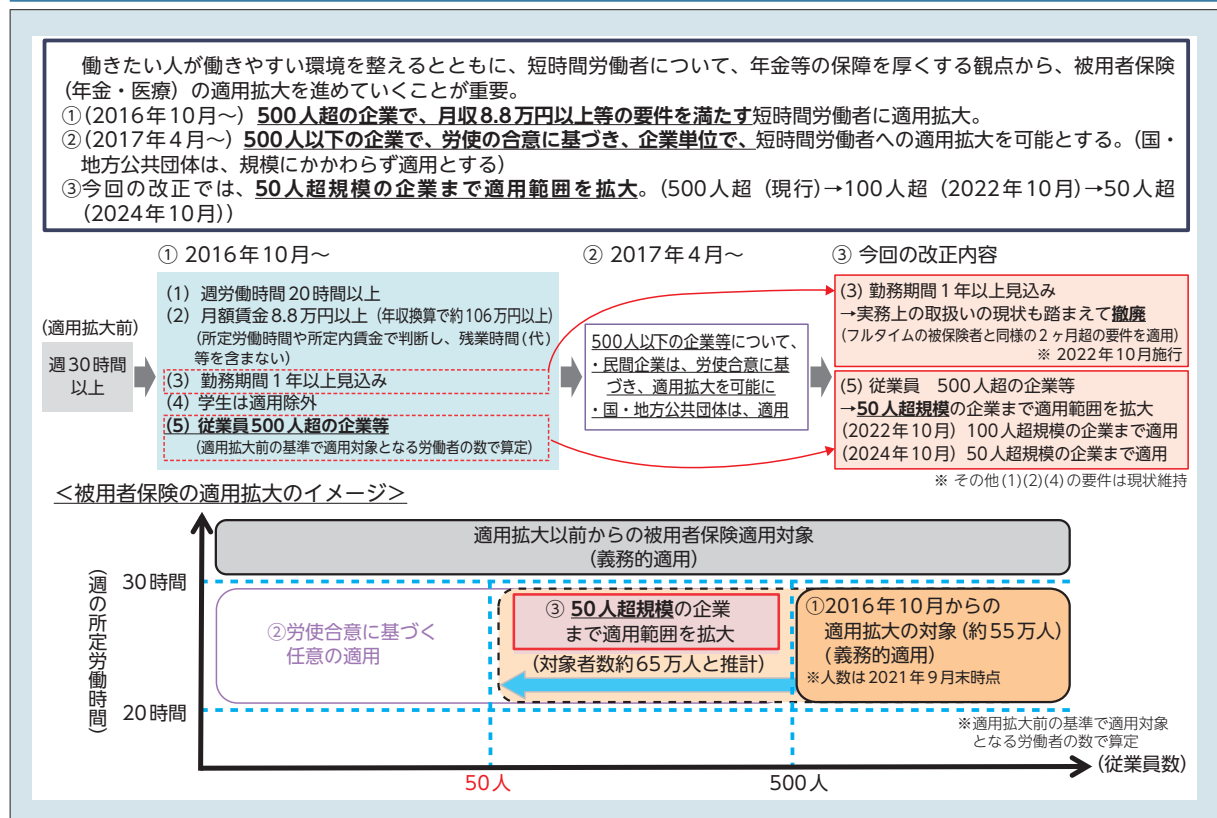 働きたい人が働きやすい環境を整えるとともに、短時間労働者について、年金等の保障を厚くする観点から、被用者保険
(年金・医療)の適用拡大を進めていくことが重要。
①(2016年10月～) 500人超の企業で、月収8.8万円以上等の要件を満たす短時間労働者に適用拡大。
②(2017年4月～) 500人以下の企業で、労使の合意に基づき、企業単位で、短時間労働者への適用拡大を可能とする。(国・
地方公共団体は、規模にかかわらず適用とする)
③今回の改正では、50人超規模の企業まで適用範囲を拡大。(500人超(現行)→100人超(2022年10月)→50人超
(2024年10月))
① 2016年10月～
② 2017年4月～
③ 今回の改正内容
(適用拡大前)
週30時間
以上
(1) 週労働時間20時間以上
(2) 月額賃金8.8万円以上(年収換算で約106万円以上)
(所定労働時間や所定内賃金で判断し、残業時間(代)
等を含まない)
(3) 勤務期間1年以上見込み
(4) 学生は適用除外
(5) 従業員500人超の企業等
(適用拡大前の基準で適用対象となる労働者の数で算定)
500人以下の企業等について、
・民間企業は、労使合意に基
づき、適用拡大を可能に
・国・地方公共団体は、適用
(3) 勤務期間1年以上見込み
→実務上の取扱いの現状も踏まえて撤廃
(フルタイムの被保険者と同様の2ヶ月超の要件を適用)
※ 2022年10月施行
(5) 従業員 500人超の企業等
→50人超規模の企業まで適用範囲を拡大
(2022年10月) 100人超規模の企業まで適用
(2024年10月) 50人超規模の企業まで適用
※ その他(1)(2)(4)の要件は現状維持
＜被用者保険の適用拡大のイメージ＞
(週の所定労働時間)
適用拡大以前からの被用者保険適用対象
(義務的適用)
30時間
②労使合意に基づく
任意の適用
③ 50人超規模の企業
まで適用範囲を拡大
(対象者数約65万人と推計)
①2016年10月からの
適用拡大の対象(約55万人)
(義務的適用)
※人数は2021年9月末時点
20時間
※適用拡大前の基準で適用対象
となる労働者の数で算定
(従業員数)
50人
500人